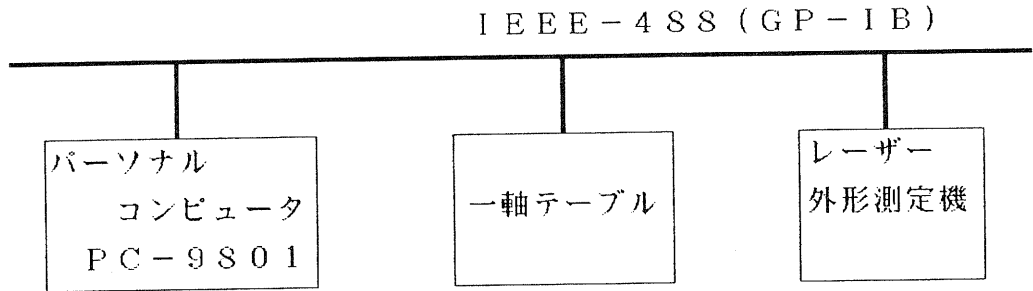 IEEE-488(GP-IB)
パーソナル
コンピュータ
PC-9801
一軸テーブル
レーザー
外形測定機